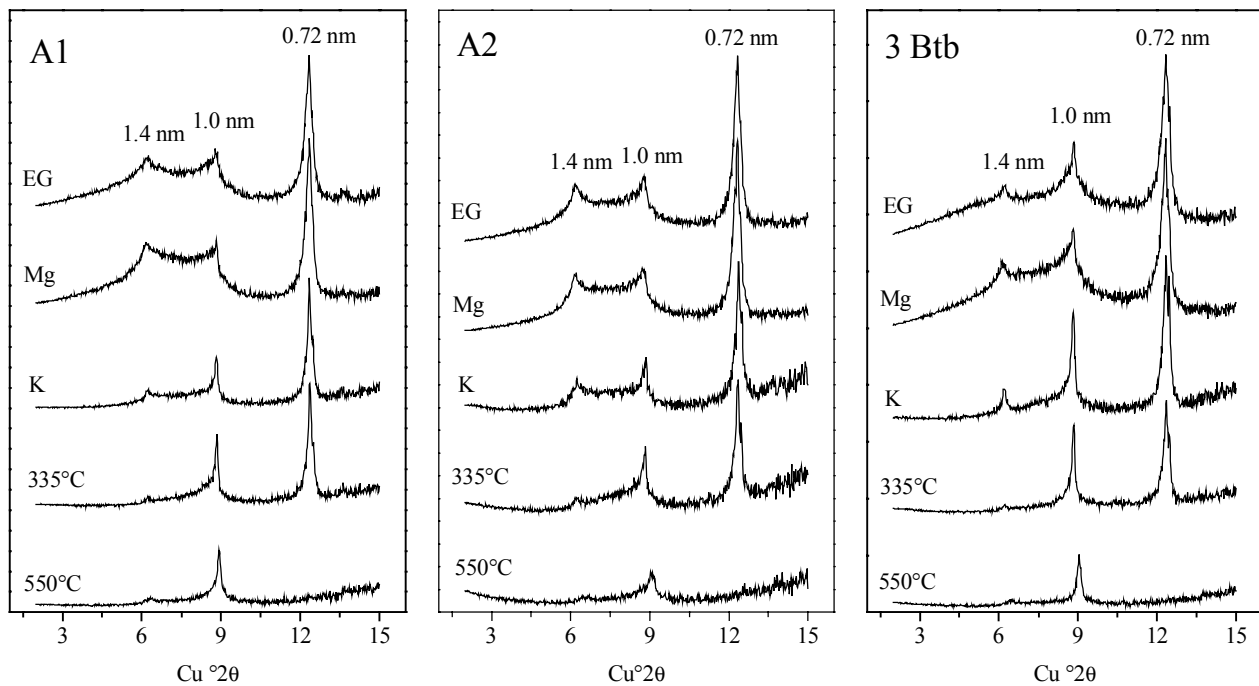 A1
0.72 nm
1.4 nm
1.0 nm
EG
Mg
K
335°C
550°C
3 6 9 12 15
Cu °2θ
A2
0.72 nm
1.4 nm
1.0 nm
EG
Mg
K
335°C
550°C
3 6 9 12 15
Cu°2θ
3 Btb
0.72 nm
1.0 nm
1.4 nm
EG
Mg
K
335°C
550°C
3 6 9 12 15
Cu °2θ